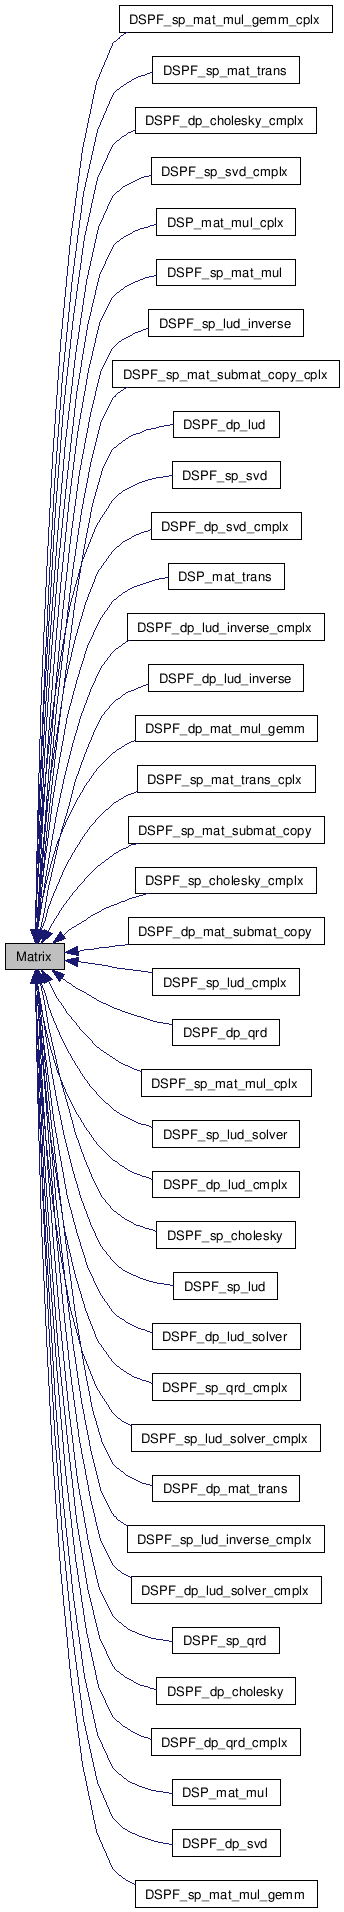 DSPF_sp_mat_mul_gemm_cplx
DSPF_sp_mat_trans
DSPF_dp_cholesky_cmplx
DSPF_sp_svd_cmplx
DSP_mat_mul_cplx
DSPF_sp_mat_mul
DSPF_sp_lud_inverse
DSPF_sp_mat_submat_copy_cplx
DSPF_dp_lud
DSPF_sp_svd
DSPF_dp_svd_cmplx
DSP_mat_trans
DSPF_dp_lud_inverse_cmplx
DSPF_dp_lud_inverse
DSPF_dp_mat_mul_gemm
DSPF_sp_mat_trans_cplx
DSPF_sp_mat_submat_copy
DSPF_sp_cholesky_cmplx
DSPF_dp_mat_submat_copy
Matrix
DSPF_sp_lud_cmplx
DSPF_dp_qrd
DSPF_sp_mat_mul_cplx
DSPF_sp_lud_solver
DSPF_dp_lud_cmplx
DSPF_sp_cholesky
DSPF_sp_lud
DSPF_dp_lud_solver
DSPF_sp_qrd_cmplx
DSPF_sp_lud_solver_cmplx
DSPF_dp_mat_trans
DSPF_sp_lud_inverse_cmplx
DSPF_dp_lud_solver_cmplx
DSPF_sp_qrd
DSPF_dp_cholesky
DSPF_dp_qrd_cmplx
DSP_mat_mul
DSPF_dp_svd
DSPF_sp_mat_mul_gemm